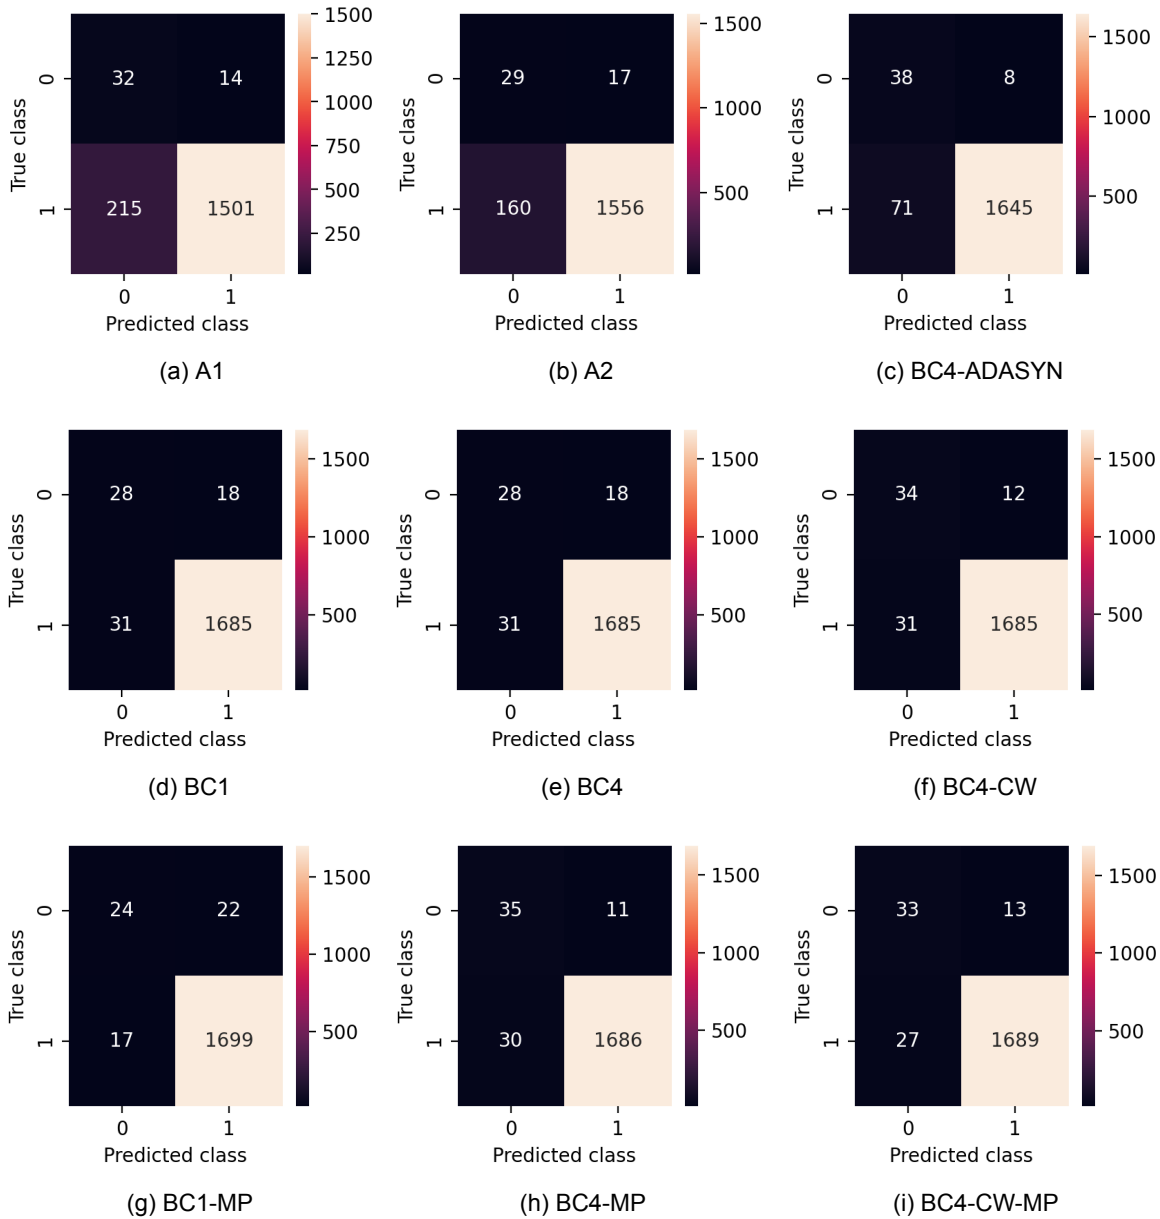 1500
1250
1000
750
500
250
True class
0
1
32 14
215 1501
0 1
Predicted class
(a) A1
1500
1000
500
True class
0
1
29 17
160 1556
0 1
Predicted class
(b) A2
1500
1000
500
True class
0
1
38 8
71 1645
0 1
Predicted class
(c) BC4-ADASYN
1500
1000
500
True class
0
1
28 18
31 1685
0 1
Predicted class
(d) BC1
1500
1000
500
True class
0
1
28 18
31 1685
0 1
Predicted class
(e) BC4
1500
1000
500
True class
0
1
34 12
31 1685
0 1
Predicted class
(f) BC4-CW
1500
1000
500
True class
0
1
24 22
17 1699
0 1
Predicted class
(g) BC1-MP
1500
1000
500
True class
0
1
35 11
30 1686
0 1
Predicted class
(h) BC4-MP
1500
1000
500
True class
0
1
33 13
27 1689
0 1
Predicted class
(i) BC4-CW-MP